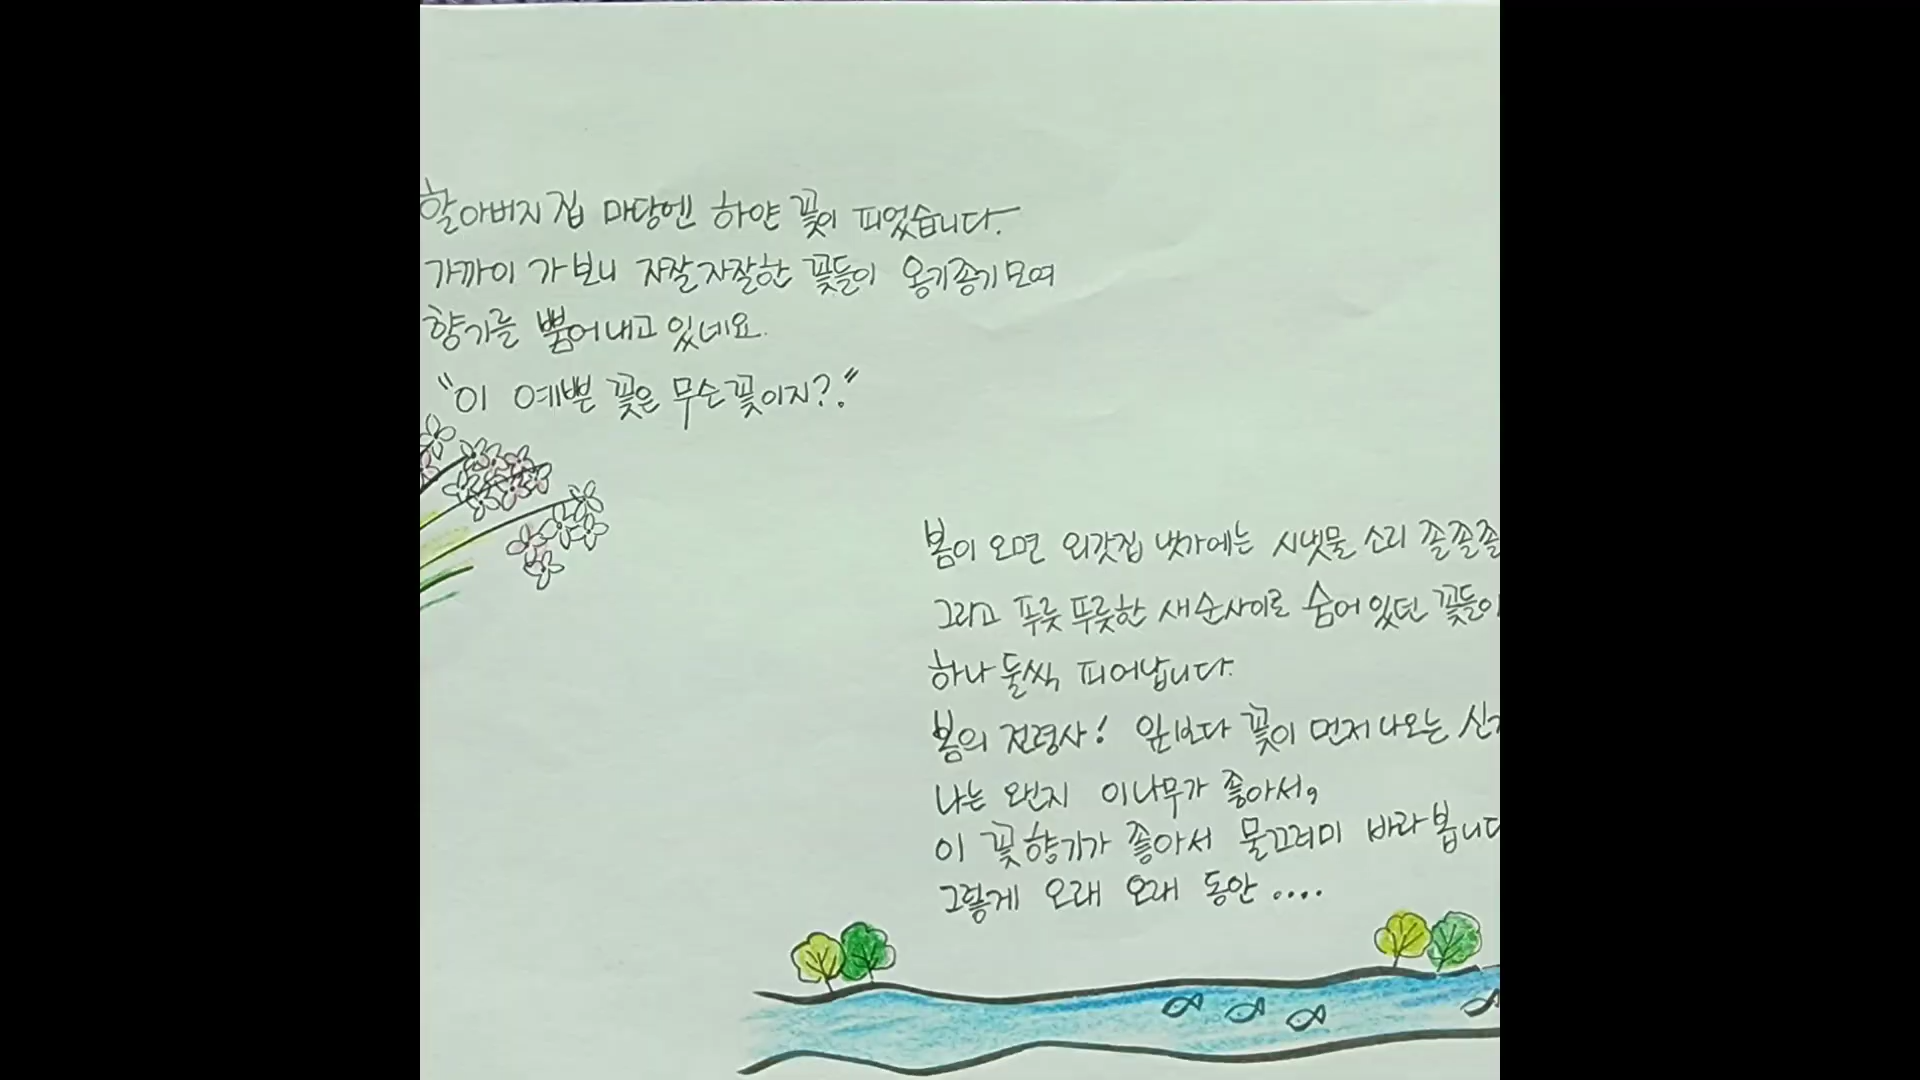 할아버지 집 마당엔 하얀 꽃이 피었습니다.
가까이 가보니 자잘자잘한 꽃들이 옹기종기 모여
향기를 뿜어내고 있네요.
"이 예쁜 꽃은 무슨꽃이지?."
봄이 오면 외갓집 냇가에는 시냇물 소리 졸졸졸
그리고 푸릇푸릇한 새순사이로 숨어 있던 꽃들이
하나 둘씩 피어납니다.
봄의 전령사! 잎보다 꽃이 먼저 나오는
나는 왠지 이나무가 좋아서,
이 꽃향기가 좋아서 물끄러미 바라봅니다
그렇게 오래 오래 동안....